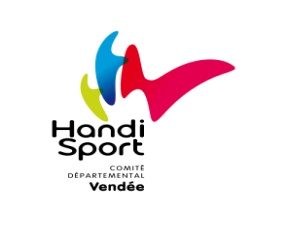 Handi
Sport
COMITÉ
DÉPARTEMENTAL
Vendée